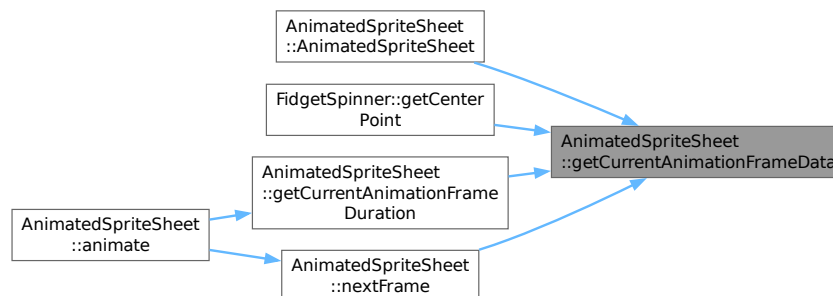 AnimatedSpriteSheet
::AnimatedSpriteSheet
FidgetSpinner::getCenter
Point
AnimatedSpriteSheet
::getCurrentAnimationFrameData
AnimatedSpriteSheet
::getCurrentAnimationFrame
Duration
AnimatedSpriteSheet
::animate
AnimatedSpriteSheet
::nextFrame